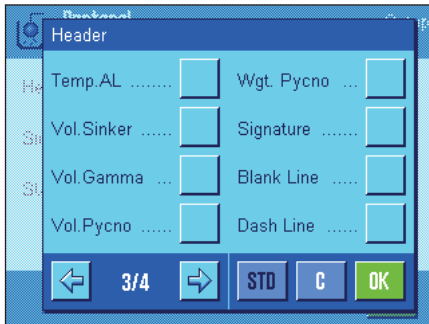 Header
Temp.AL ........
Wgt. Pycno ...
Vol.Sinker ......
Signature ......
Vol.Gamma ...
Blank Line .....
Vol.Pycno ......
Dash Line ......
3/4
STD
C
OK